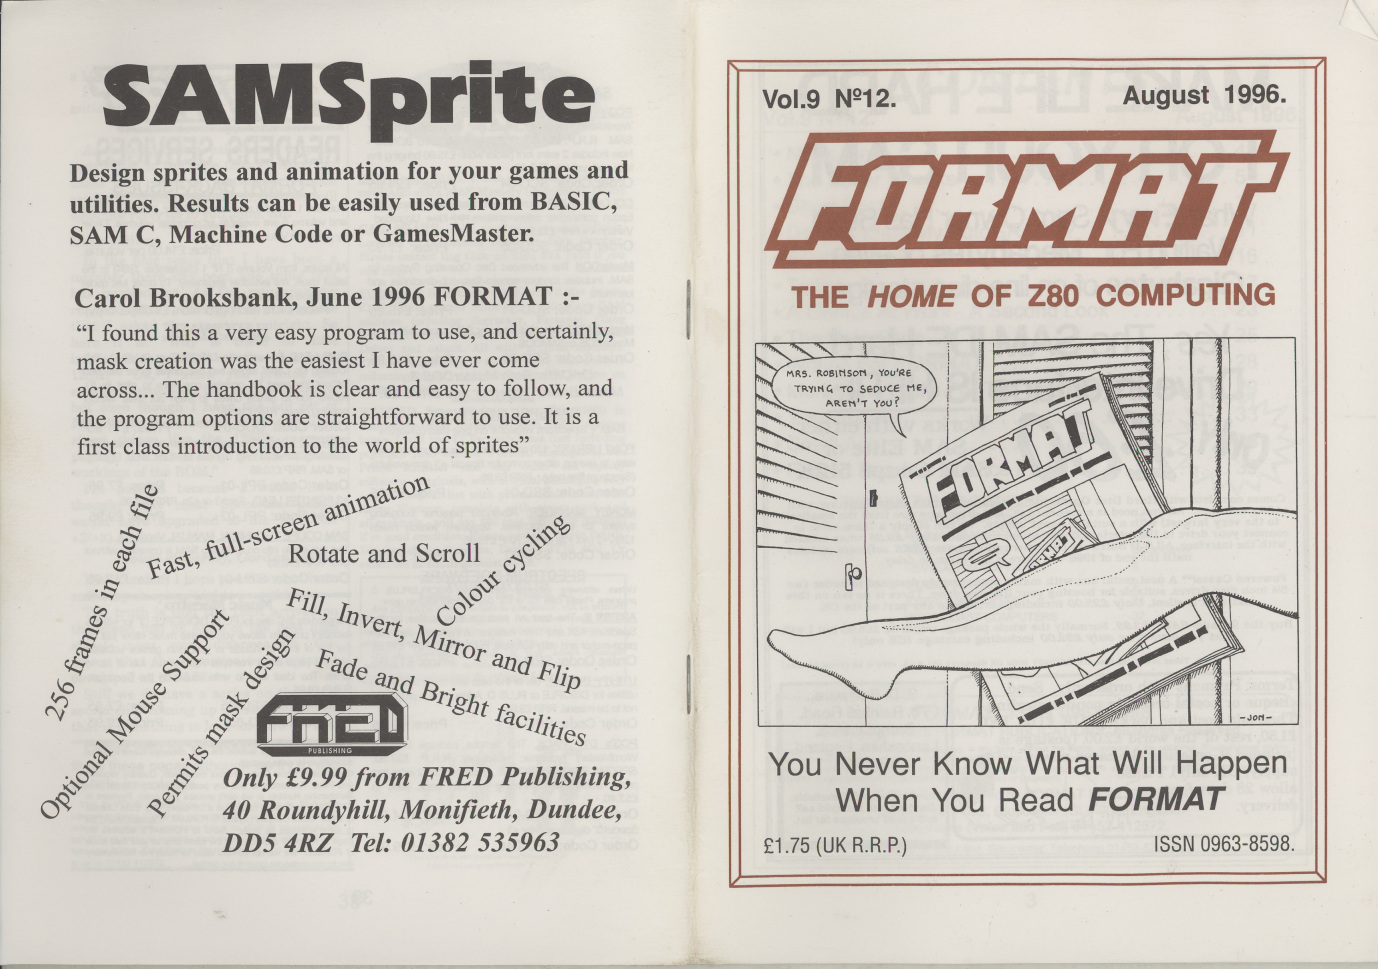 SAMSprite
Design sprites and animation for your games and
utilities. Results can be easily used from BASIC,
SAM C, Machine Code or GamesMaster.
Carol Brooksbank, June 1996 FORMAT :-
“I found this a very easy program to use, and certainly,
mask creation was the easiest I have ever come
across... The handbook is clear and easy to follow, and
the program options are straightforward to use. It is a
first class introduction to the world of sprites”
256 frames in each file
Fast, full-screen animation
Rotate and Scroll
Colour cycling
Fill, Invert, Mirror and Flip
Optional Mouse Support
Permits mask design
Fade and Bright facilities
FRED
PUBLISHING
Only £9.99 from FRED Publishing,
40 Roundyhill, Monifieth, Dundee,
DD5 4RZ Tel: 01382 535963
Vol.9 Nº12.
August 1996.
FORMAT
THE HOME OF Z80 COMPUTING
MRS. ROBINSON, YOU'RE
TRYING TO SEDUCE ME,
AREN'T YOU?
FORMAT
FORMAT
-JON-
You Never Know What Will Happen
When You Read FORMAT
£1.75 (UK R.R.P.)
ISSN 0963-8598.